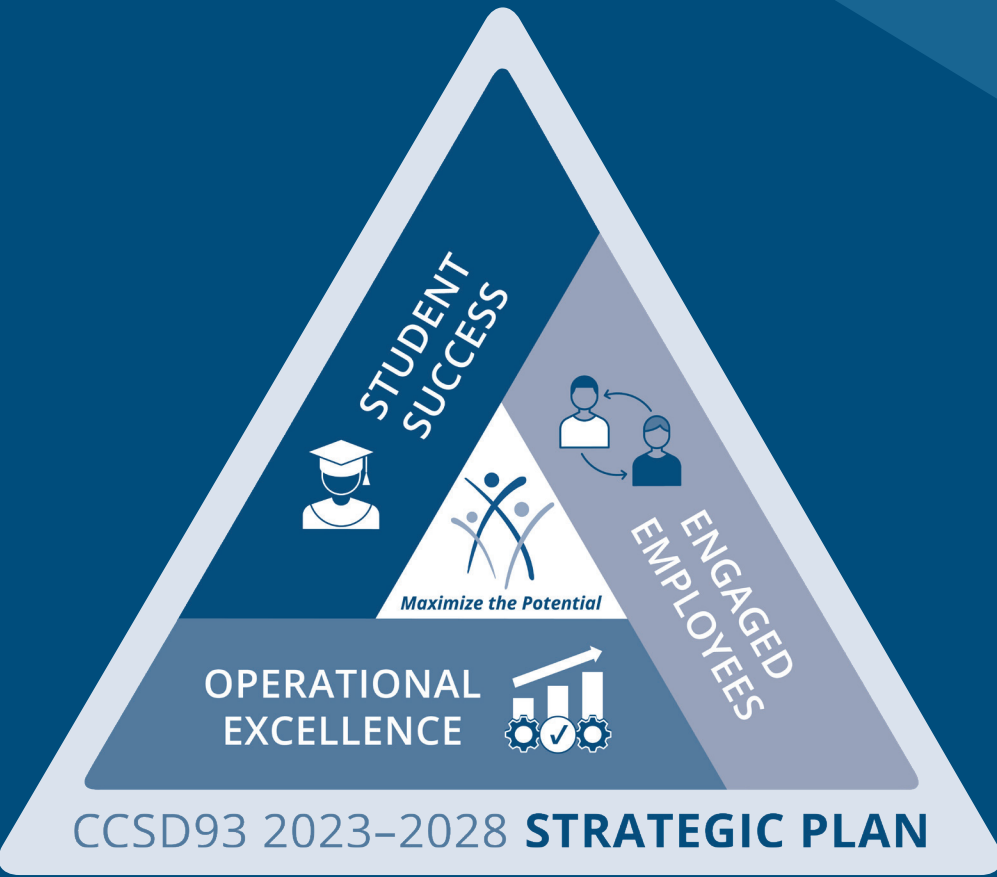 STUDENT
SUCCESS
ENGAGED
EMPLOYEES
Maximize the Potential
OPERATIONAL
EXCELLENCE
CCSD93 2023–2028 STRATEGIC PLAN